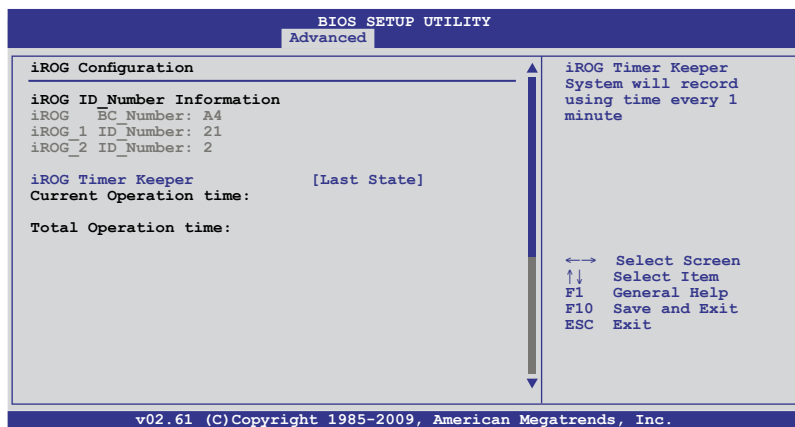 BIOS SETUP UTILITY
Advanced
iROG Configuration
iROG ID_Number Information
iROG BC_Number: A4
iROG_1 ID_Number: 21
iROG_2 ID_Number: 2
iROG Timer Keeper [Last State]
Current Operation time:
Total Operation time:
iROG Timer Keeper
System will record
using time every 1
minute
←→ Select Screen
↑↓ Select Item
F1 General Help
F10 Save and Exit
ESC Exit
v02.61 (C)Copyright 1985-2009, American Megatrends, Inc.